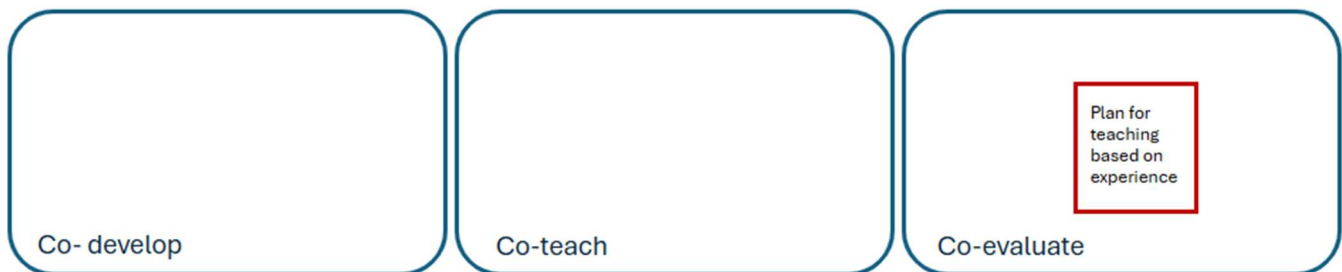 Plan for
teaching
based on
experience
Co- develop
Co-teach
Co-evaluate